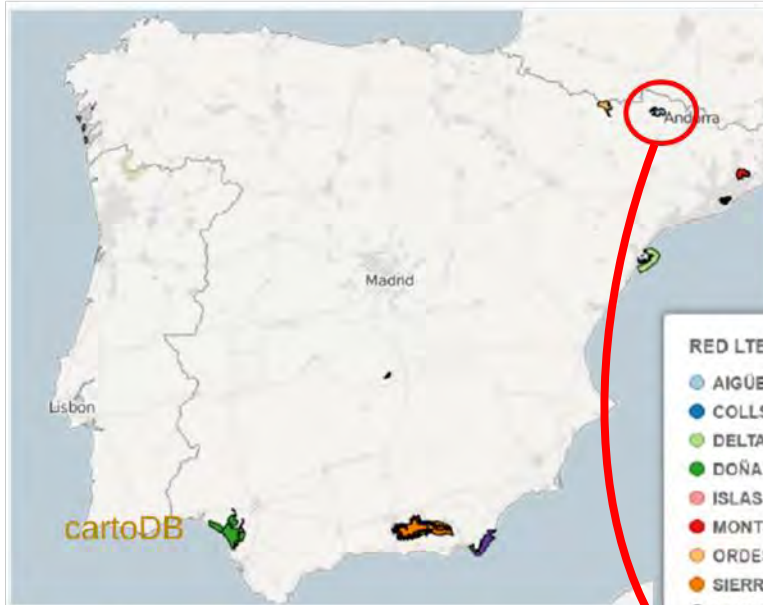 Andorra
Madrid
Lisbon
cartoDB
RED LTE
AIGÜE
COLLS
DELTA
DOÑA
ISLAS
MONT
ORDE
SIERR